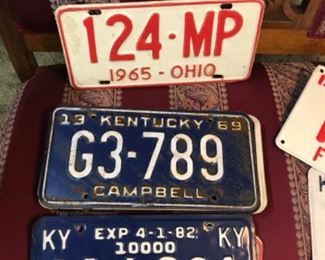 124·MP
1965-OHIO
19 KENTUCKY 69
G3-789
CAMPBELL
KY EXP 4-1-82 KY
10000